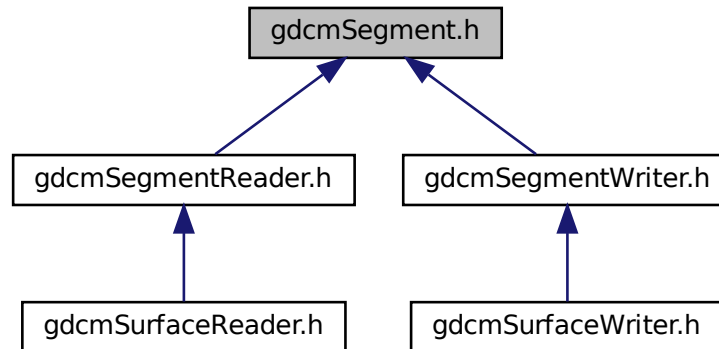 gdcmSegment.h
gdcmSegmentReader.h
gdcmSegmentWriter.h
gdcmSurfaceReader.h
gdcmSurfaceWriter.h